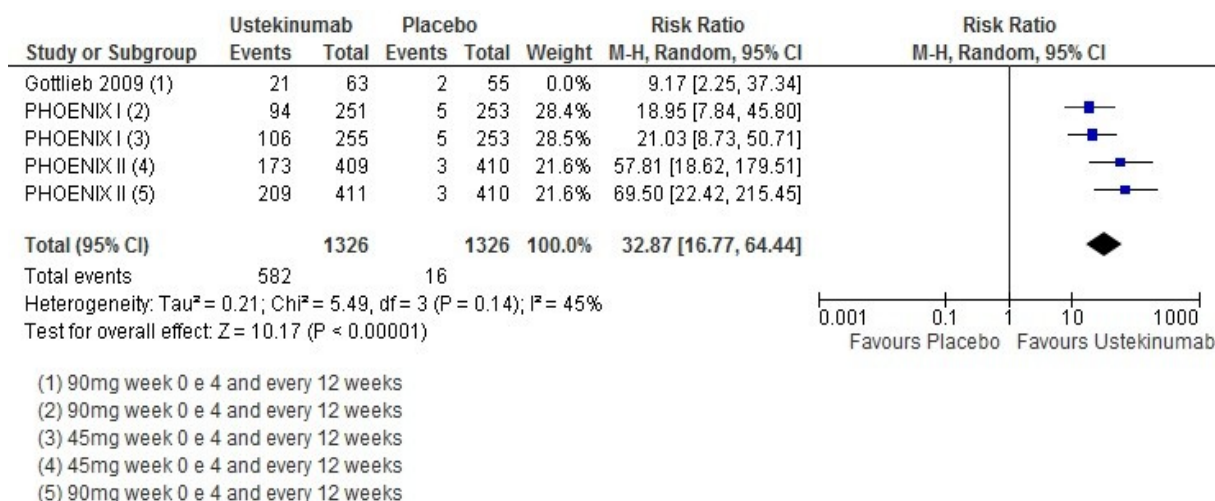 Ustekinumab Placebo Risk Ratio Risk Ratio
Study or Subgroup Events Total Events Total Weight M-H, Random, 95% CI M-H, Random, 95% CI
Gottlieb 2009 (1) 21 63 2 55 0.0% 9.17 [2.25, 37.34]
PHOENIX I (2) 94 251 5 253 28.4% 18.95 [7.84, 45.80]
PHOENIX I (3) 106 255 5 253 28.5% 21.03 [8.73, 50.71]
PHOENIX II (4) 173 409 3 410 21.6% 57.81 [18.62, 179.51]
PHOENIX II (5) 209 411 3 410 21.6% 69.50 [22.42, 215.45]
Total (95% CI) 1326 1326 100.0% 32.87 [16.77, 64.44]
Total events 582 16
Heterogeneity: Tau² = 0.21; Chi² = 5.49, df = 3 (P = 0.14); I² = 45%
Test for overall effect: Z = 10.17 (P < 0.00001)
0.001 0.1 1 10 1000
Favours Placebo Favours Ustekinumab
(1) 90mg week 0 e 4 and every 12 weeks
(2) 90mg week 0 e 4 and every 12 weeks
(3) 45mg week 0 e 4 and every 12 weeks
(4) 45mg week 0 e 4 and every 12 weeks
(5) 90mg week 0 e 4 and every 12 weeks